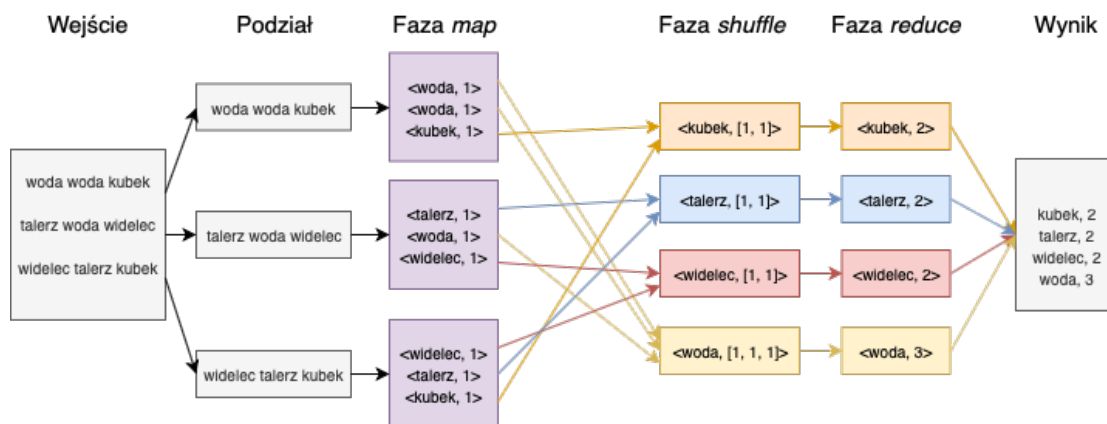 Wejście
Podział
Faza map
Faza shuffle
Faza reduce
Wynik
woda woda kubek
talerz woda widelec
widelec talerz kubek
woda woda kubek
talerz woda widelec
widelec talerz kubek
<woda, 1>
<woda, 1>
<kubek, 1>
<talerz, 1>
<woda, 1>
<widelec, 1>
<widelec, 1>
<talerz, 1>
<kubek, 1>
<kubek, [1, 1]>
<talerz, [1, 1]>
<widelec, [1, 1]>
<woda, [1, 1, 1]>
<kubek, 2>
<talerz, 2>
<widelec, 2>
<woda, 3>
kubek, 2
talerz, 2
widelec, 2
woda, 3